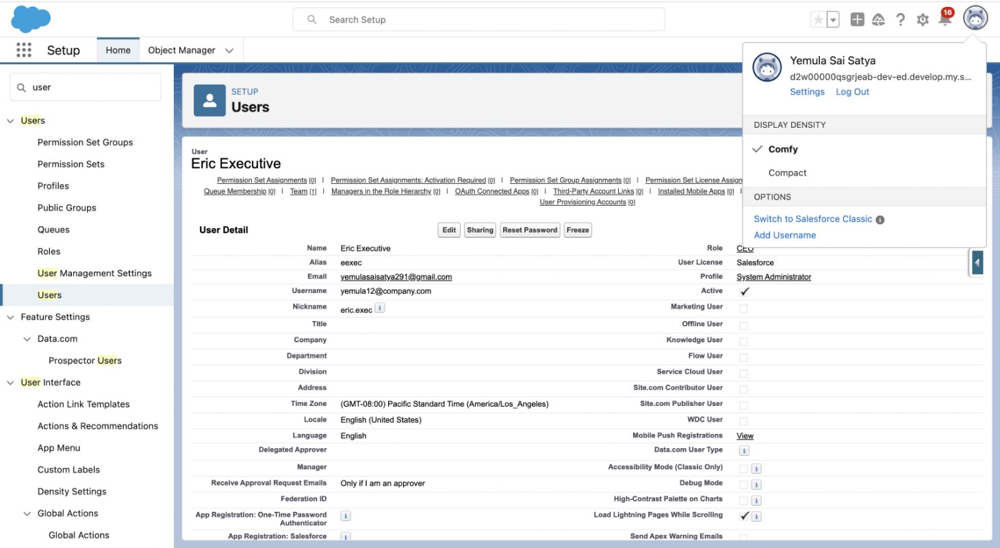 Search Setup
16
Setup
Home
Object Manager
Yemula Sai Satya
d2w00000qsgrjeab-dev-ed.develop.my.s...
Settings Log Out
DISPLAY DENSITY
Comfy
Compact
OPTIONS
Switch to Salesforce Classic
Add Username
user
Users
Permission Set Groups
Permission Sets
Profiles
Public Groups
Queues
Roles
User Management Settings
Users
Feature Settings
Data.com
Prospector Users
User Interface
Action Link Templates
Actions & Recommendations
App Menu
Custom Labels
Density Settings
Global Actions
Global Actions
SETUP
Users
User
Eric Executive
Permission Set Assignments [0] | Permission Set Assignments: Activation Required [0] | Permission Set Group Assignments [0] | Permission Set License Assign
Queue Membership [0] | Team [1] | Managers in the Role Hierarchy [0] | OAuth Connected Apps [0] | Third-Party Account Links [0] | Installed Mobile Apps [0] |
User Provisioning Accounts [0]
User Detail
Edit Sharing Reset Password Freeze
Name Eric Executive Role CEO
Alias eexec User License Salesforce
Email yemulasaisatya291@gmail.com Profile System Administrator
Username yemula12@company.com Active
Nickname eric.exec i Marketing User
Title Offline User
Company Knowledge User
Department Flow User
Division Service Cloud User
Address Site.com Contributor User
Time Zone (GMT-08:00) Pacific Standard Time (America/Los_Angeles) Site.com Publisher User
Locale English (United States) WDC User
Language English Mobile Push Registrations View
Delegated Approver Data.com User Type i
Manager Accessibility Mode (Classic Only) i
Receive Approval Request Emails Only if I am an approver Debug Mode i
Federation ID High-Contrast Palette on Charts i
App Registration: One-Time Password Authenticator i Load Lightning Pages While Scrolling i
App Registration: Salesforce i Send Apex Warning Emails